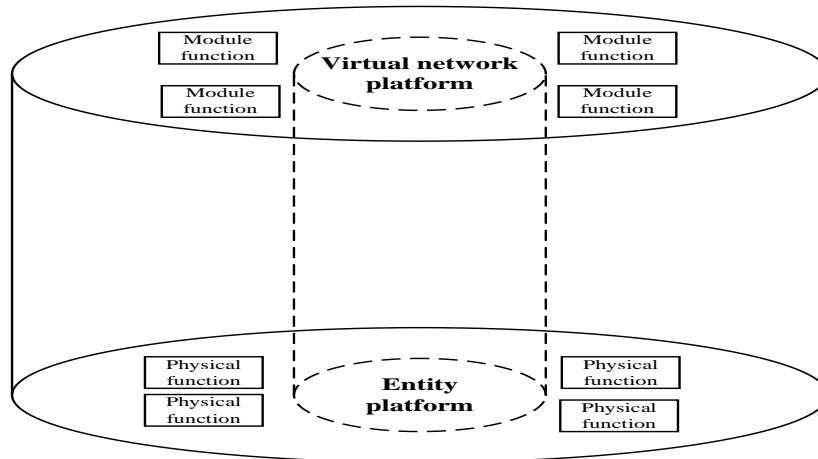 Module
function
Module
function
Virtual network
platform
Module
function
Module
function
Physical
function
Physical
function
Entity
platform
Physical
function
Physical
function